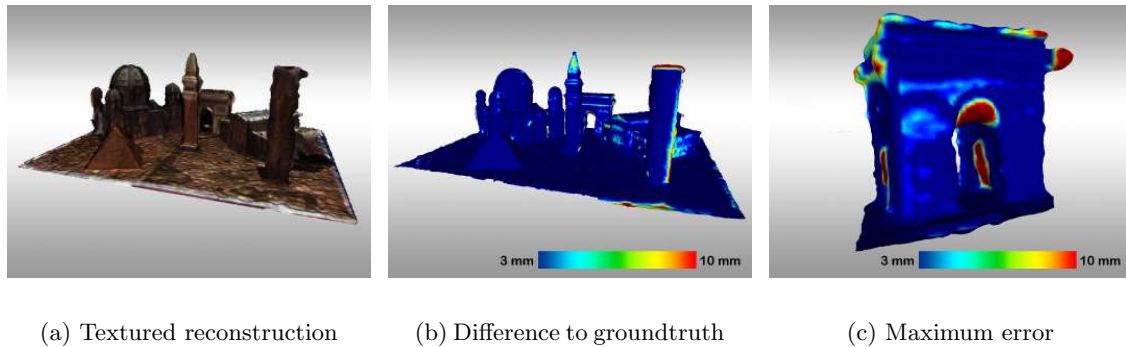 3 mm 10 mm
3 mm 10 mm
(a) Textured reconstruction
(b) Difference to groundtruth
(c) Maximum error